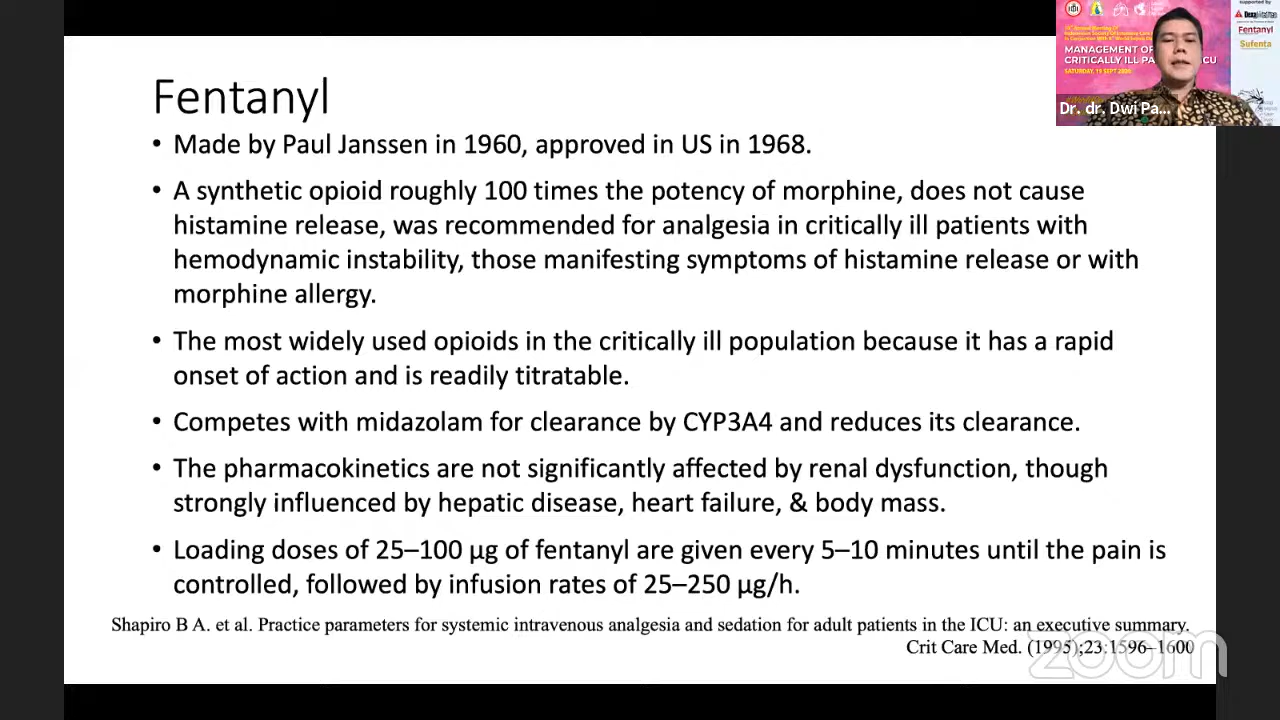 Fentanyl
• Made by Paul Janssen in 1960, approved in US in 1968.
• A synthetic opioid roughly 100 times the potency of morphine, does not cause
histamine release, was recommended for analgesia in critically ill patients with
hemodynamic instability, those manifesting symptoms of histamine release or with
morphine allergy.
• The most widely used opioids in the critically ill population because it has a rapid
onset of action and is readily titratable.
• Competes with midazolam for clearance by CYP3A4 and reduces its clearance.
• The pharmacokinetics are not significantly affected by renal dysfunction, though
strongly influenced by hepatic disease, heart failure, & body mass.
• Loading doses of 25–100 μg of fentanyl are given every 5–10 minutes until the pain is
controlled, followed by infusion rates of 25–250 μg/h.
Shapiro B A. et al. Practice parameters for systemic intravenous analgesia and sedation for adult patients in the ICU: an executive summary.
Crit Care Med. (1995);23:1596–1600
zoom
MANAGEMENT OF
CRITICALLY ILL PA CU
SATURDAY, 19 SEPT
Dr. dr. Dwi Pa...
supported by
Fentanyl
Sufenta